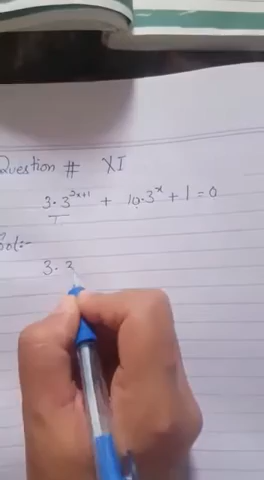 Question # XI
3.3^{2x+1} + 10.3^x + 1 = 0
Sol:-
3.3